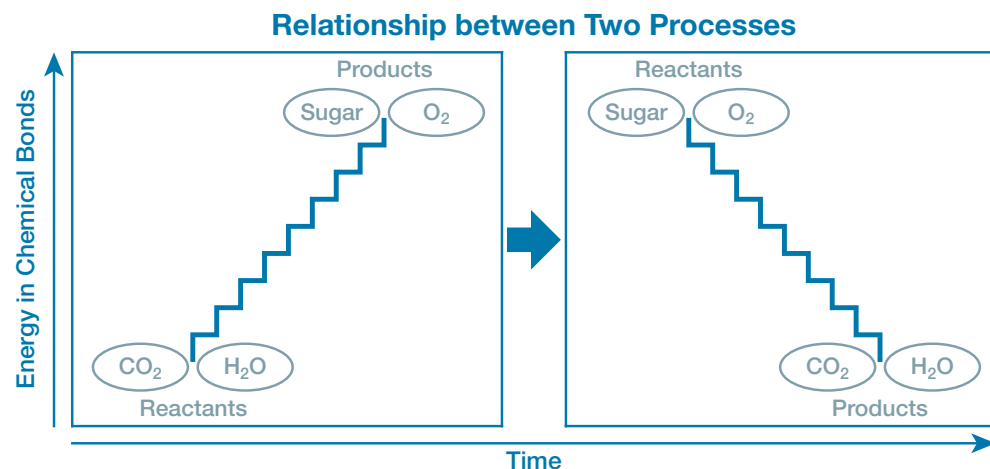 Relationship between Two Processes
Energy in Chemical Bonds
Products
Sugar
O₂
CO₂
H₂O
Reactants
Reactants
Sugar
O₂
CO₂
H₂O
Products
Time